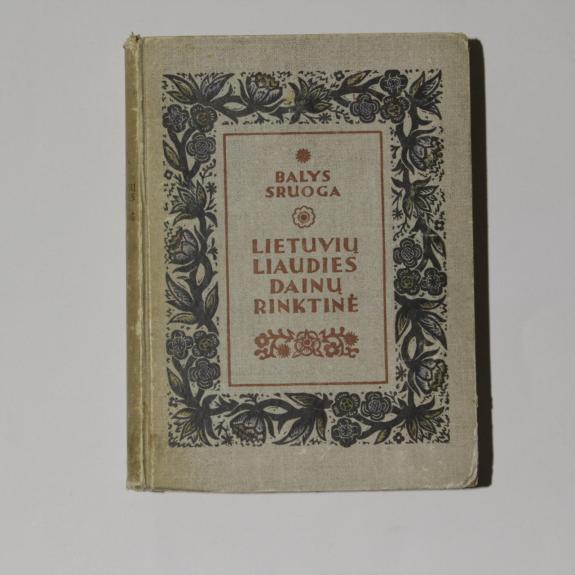 BALYS
SRUOGA
LIETUVIŲ
LIAUDIES
DAINŲ
RINKTINĖ